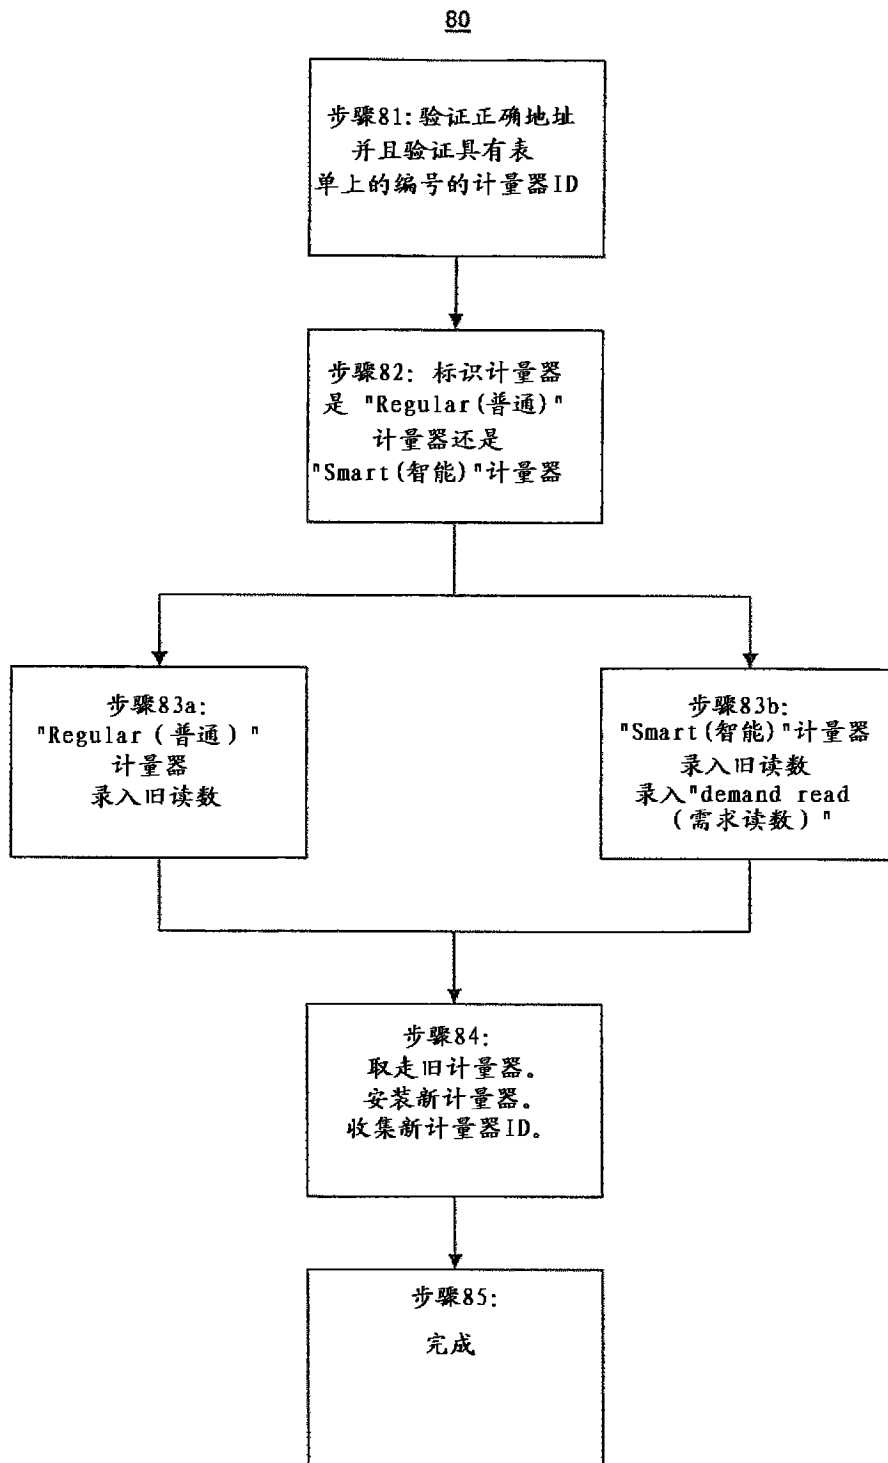 80
步骤81:验证正确地址
并且验证具有表
单上的编号的计量器ID
步骤82: 标识计量器
是 "Regular(普通)"
计量器还是
"Smart(智能)"计量器
步骤83a:
"Regular(普通)"
计量器
录入旧读数
步骤83b:
"Smart(智能)"计量器
录入旧读数
录入"demand read
(需求读数)"
步骤84:
取走旧计量器。
安装新计量器。
收集新计量器ID。
步骤85:
完成